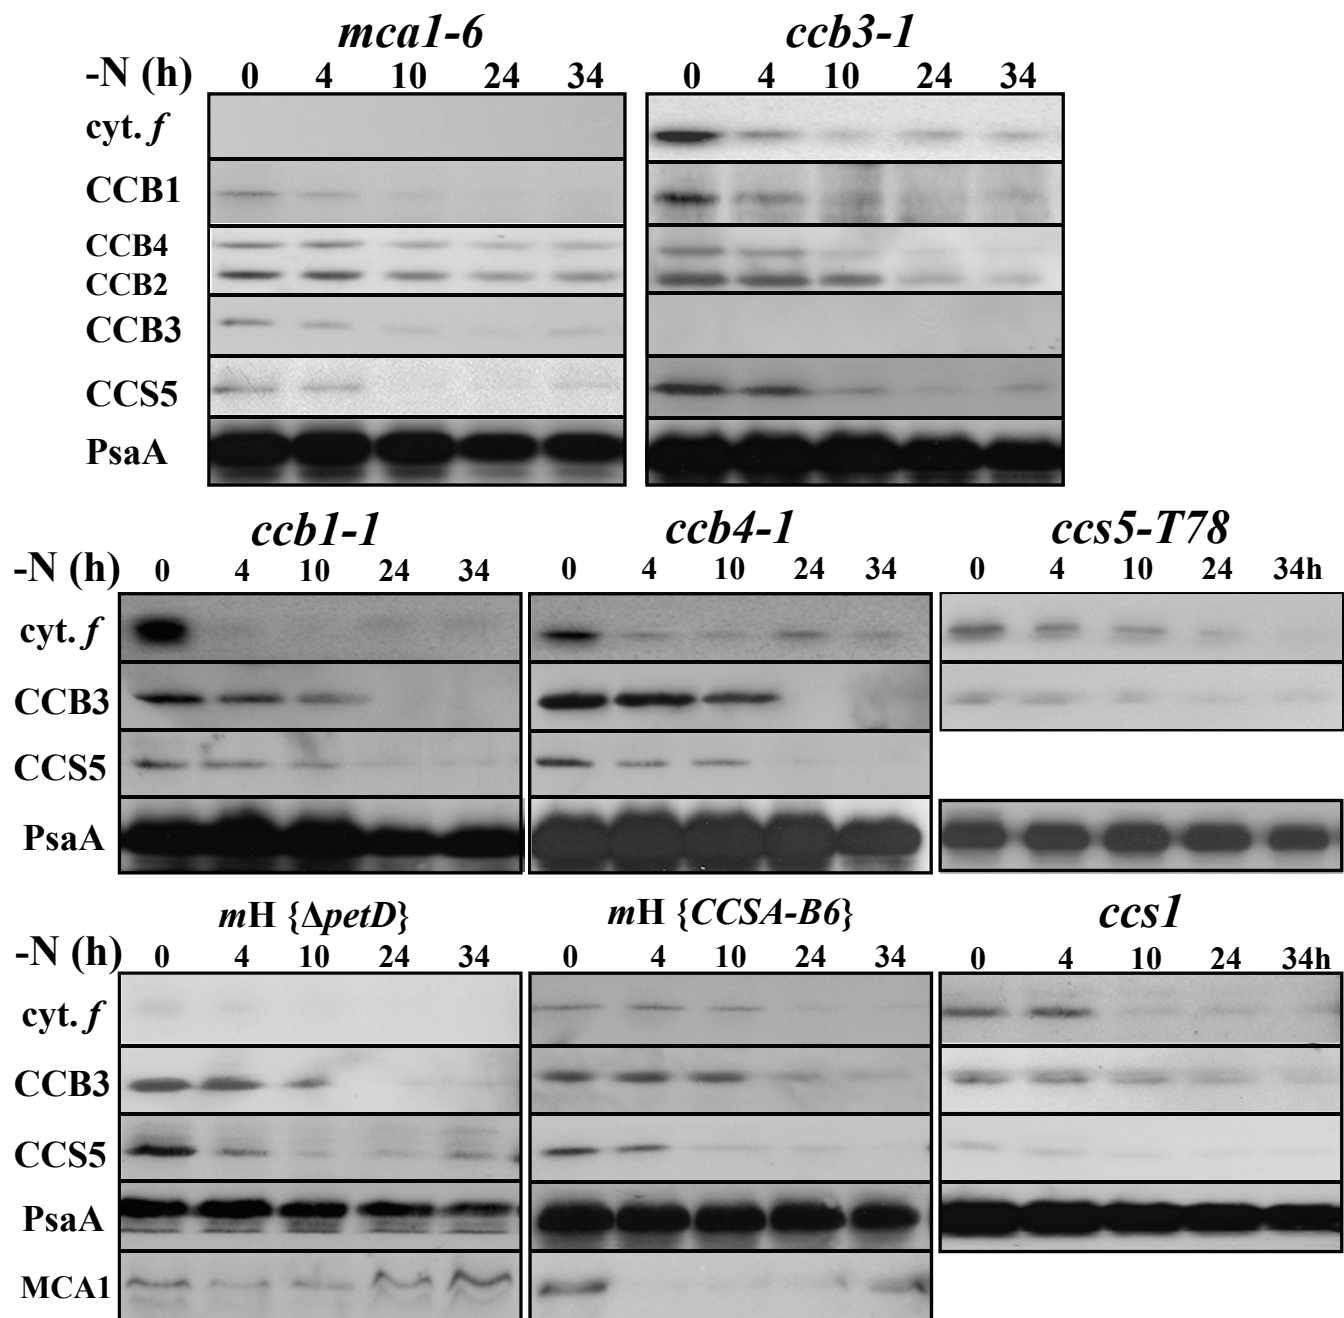 mca1-6 ccb3-1
-N (h) 0 4 10 24 34 0 4 10 24 34
cyt. f
CCB1
CCB4
CCB2
CCB3
CCS5
PsaA
ccb1-1 ccb4-1 ccs5-T78
-N (h) 0 4 10 24 34 0 4 10 24 34 0 4 10 24 34h
cyt. f
CCB3
CCS5
PsaA
mH {ΔpetD} mH {CCSA-B6} ccs1
-N (h) 0 4 10 24 34 0 4 10 24 34 0 4 10 24 34h
cyt. f
CCB3
CCS5
PsaA
MCA1